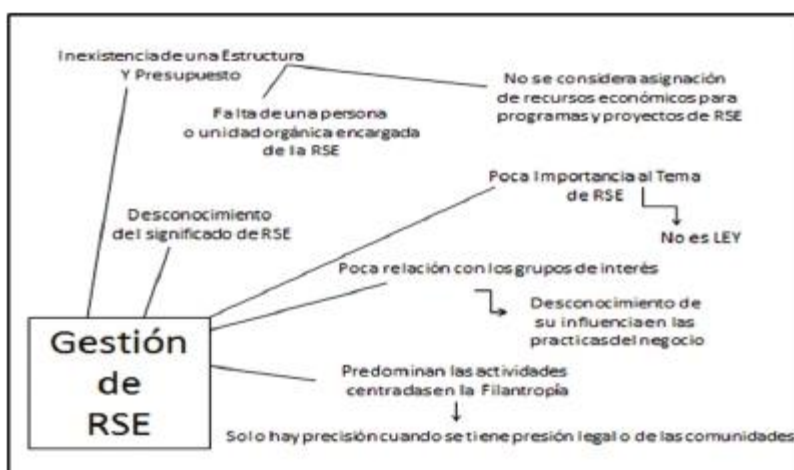 Inexistencia de una Estructura
Y Presupuesto
No se considera asignación
de recursos económicos para
programas y proyectos de RSE
Falta de una persona
o unidad orgánica encargada
de la RSE
Poca Importancia al Tema
de RSE
No es LEY
Desconocimiento
del significado de RSE
Poca relación con los grupos de interés
Desconocimiento de
su influencia en las
practicas del negocio
Gestión
de
RSE
Predominan las actividades
centradas en la Filantropía
Solo hay precisión cuando se tiene presión legal o de las comunidades